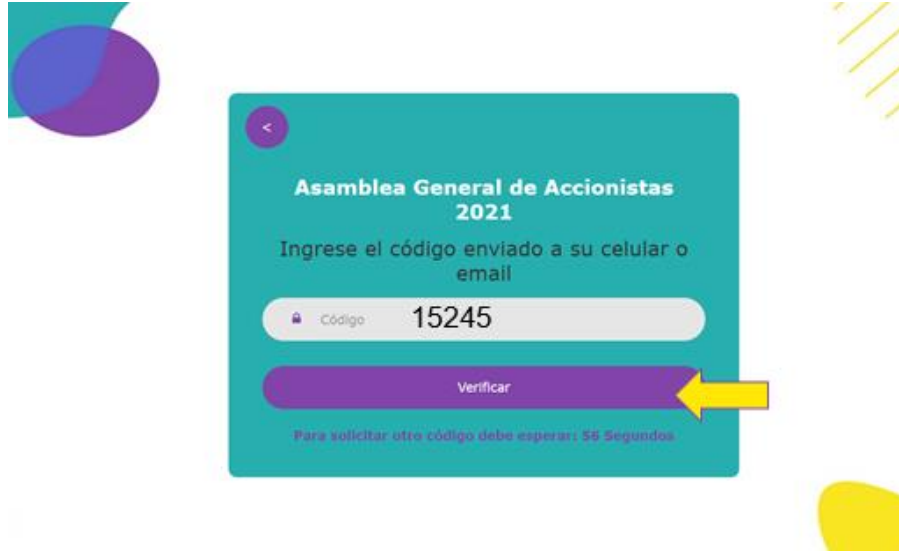 <
Asamblea General de Accionistas
2021
Ingrese el código enviado a su celular o
email
Código 15245
Verificar
Para solicitar otro código debe esperar: 56 Segundos